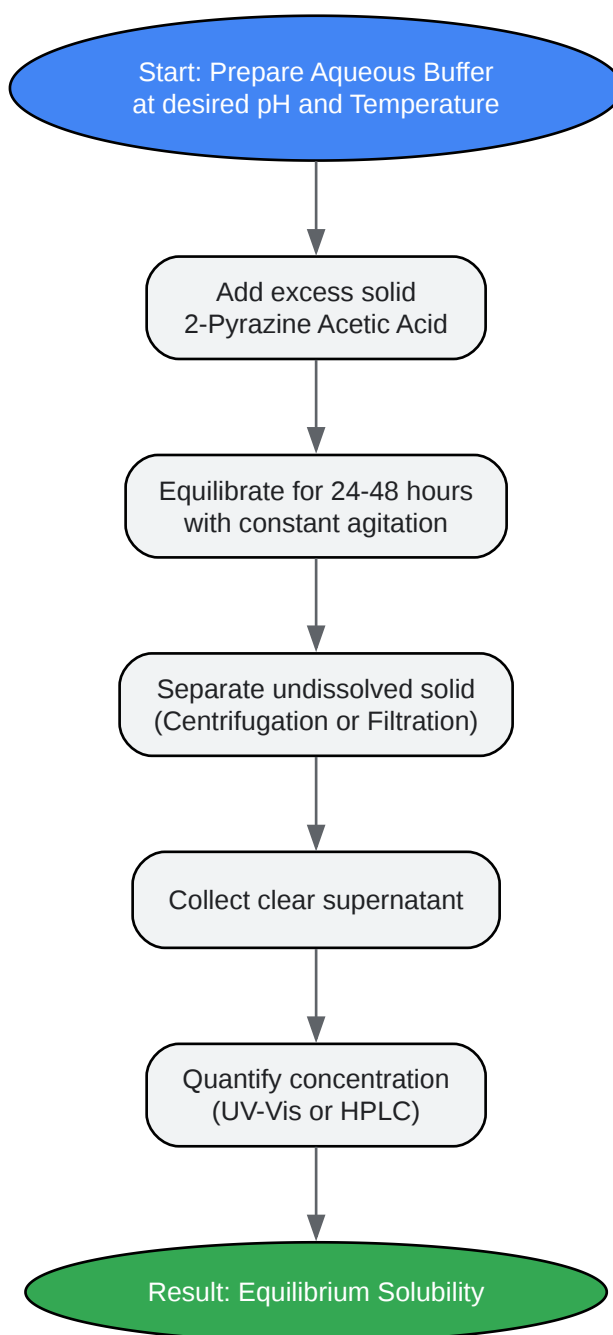 Start: Prepare Aqueous Buffer
at desired pH and Temperature
Add excess solid
2-Pyrazine Acetic Acid
Equilibrate for 24-48 hours
with constant agitation
Separate undissolved solid
(Centrifugation or Filtration)
Collect clear supernatant
Quantify concentration
(UV-Vis or HPLC)
Result: Equilibrium Solubility